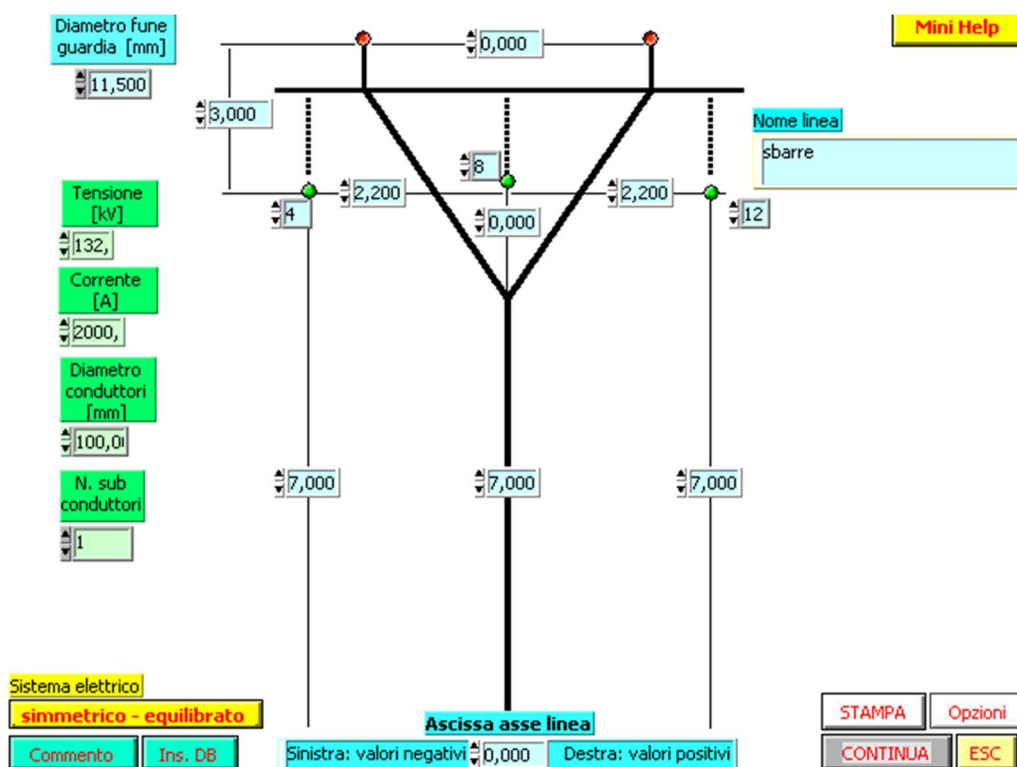 Diametro fune
guardia [mm]
11,500
0,000
Mini Help
3,000
Nome linea
sbarre
8
Tensione
[kV]
132,
2,200
2,200
4
0,000
12
Corrente
[A]
2000,
Diametro
conduttori
[mm]
100,0
N. sub
conduttori
1
7,000
7,000
7,000
Sistema elettrico
simmetrico - equilibrato
Commento
Ins. DB
Ascissa asse linea
Sinistra: valori negativi
0,000
Destra: valori positivi
STAMPA
Opzioni
CONTINUA
ESC